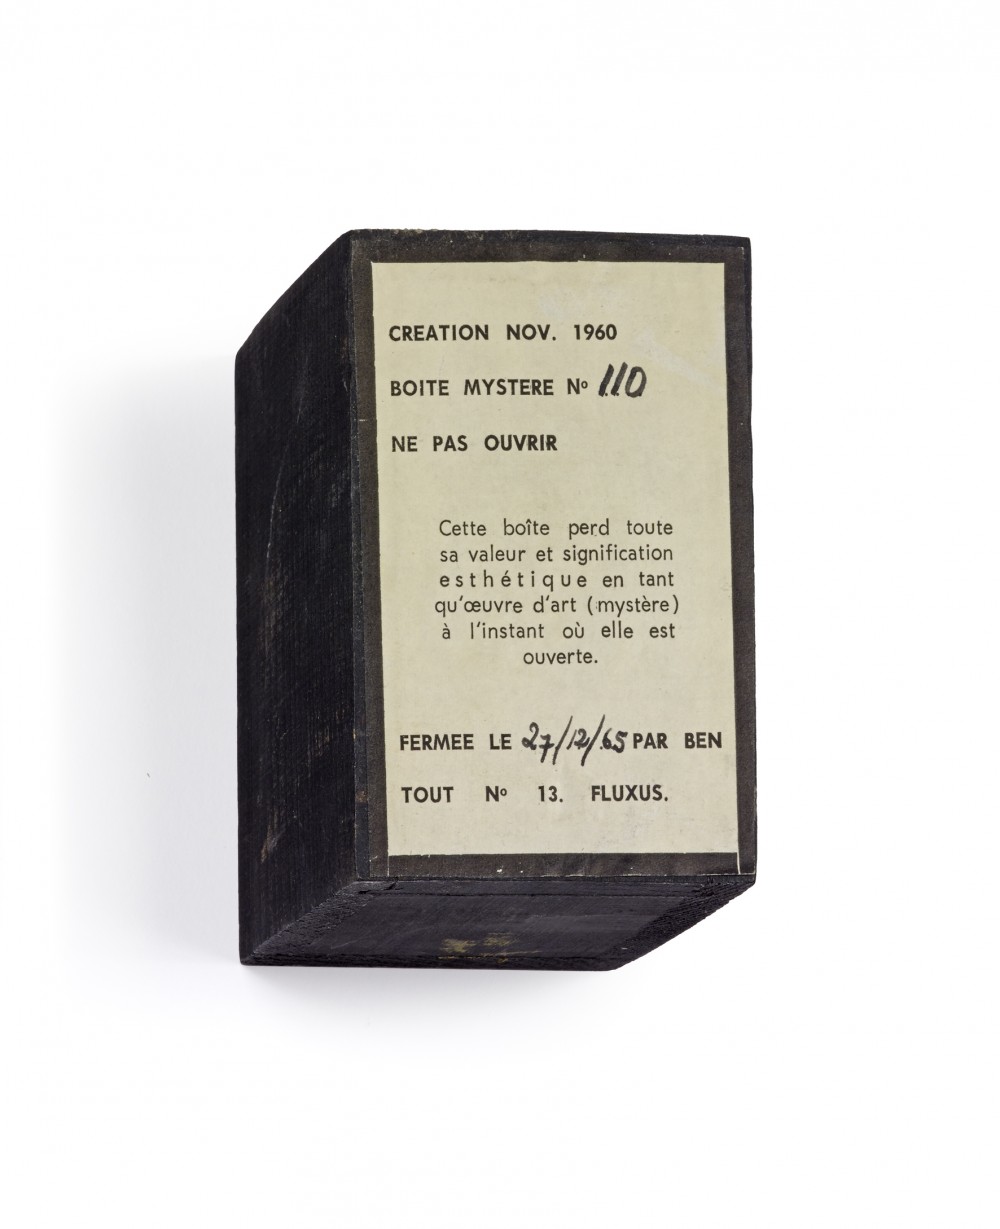 CREATION NOV. 1960
BOITE MYSTERE Nº 110
NE PAS OUVRIR
Cette boîte perd toute
sa valeur et signification
esthétique en tant
qu'œuvre d'art (mystère)
à l'instant où elle est
ouverte.
FERMEE LE 27/12/65 PAR BEN
TOUT Nº 13. FLUXUS.